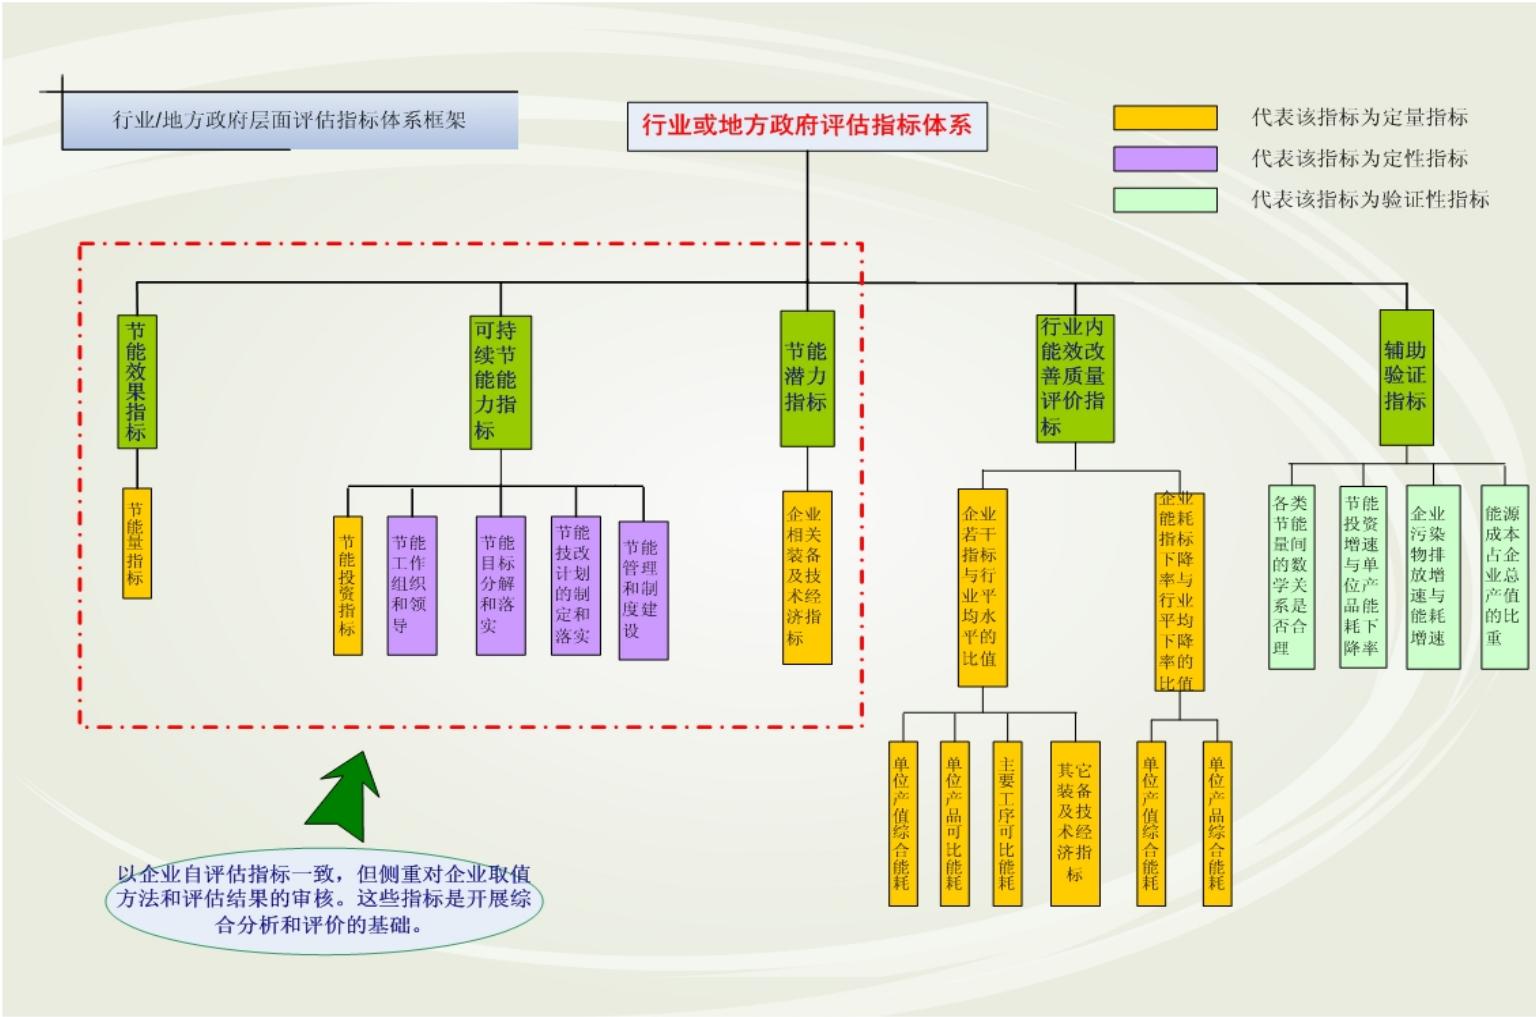 行业/地方政府层面评估指标体系框架
行业或地方政府评估指标体系
代表该指标为定量指标
代表该指标为定性指标
代表该指标为验证性指标
节
能
效
果
指
标
可持
续节
能能
力指
标
节能
潜力
指标
行业内
能效改
善质量
评价指
标
辅助
验证
指标
节
能
量
指
标
节
能
投
资
指
标
节能
工作
组织
和领
导
节能
目标
分解
和落
实
节能
技改
计划
的制
定和
落实
节能
管理
和制
度建
设
企业
相关
装备
及技
术经
济指
标
企业
若干
指标
与行
业平
均水
平的
比值
企业
能耗
指标
下降
率与
行业
平均
下降
率的
比值
各类
节能
量间
的数
学关
系是
否合
理
节能
投资
增速
与单
位产
品能
耗下
降率
企业
污染
物排
放增
速与
能耗
增速
能源
成本
占企
业总
产值
的比
重
单
位
产
值
综
合
能
耗
单
位
产
品
可
比
能
耗
主
要
工
序
可
比
能
耗
其它
装备
及技
术经
济指
标
单
位
产
值
综
合
能
耗
单
位
产
品
综
合
能
耗
以企业自评估指标一致，但侧重对企业取值
方法和评估结果的审核。这些指标是开展综
合分析和评价的基础。